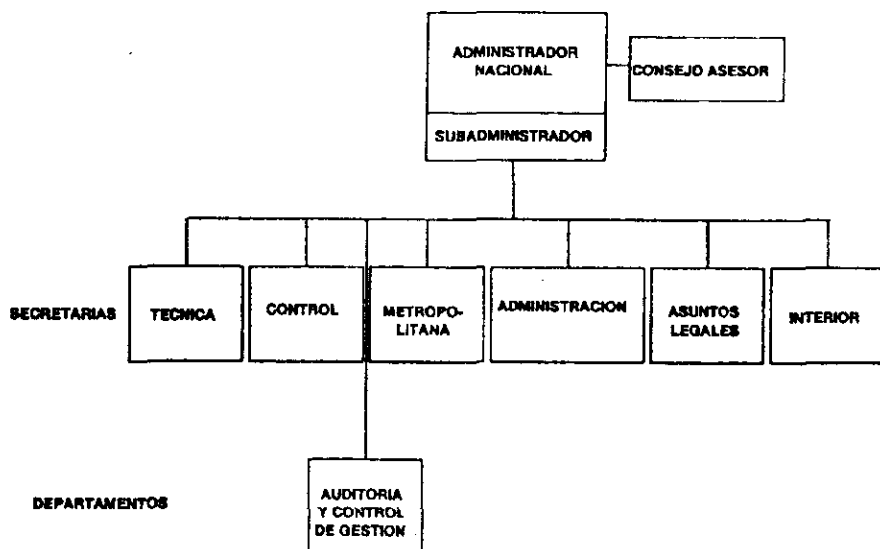 ADMINISTRADOR
NACIONAL
CONSEJO ASESOR
SUBADMINISTRADOR
SECRETARIAS
TECNICA
CONTROL
METROPO-
LITANA
ADMINISTRACION
ASUNTOS
LEGALES
INTERIOR
DEPARTAMENTOS
AUDITORIA
Y CONTROL
DE GESTION